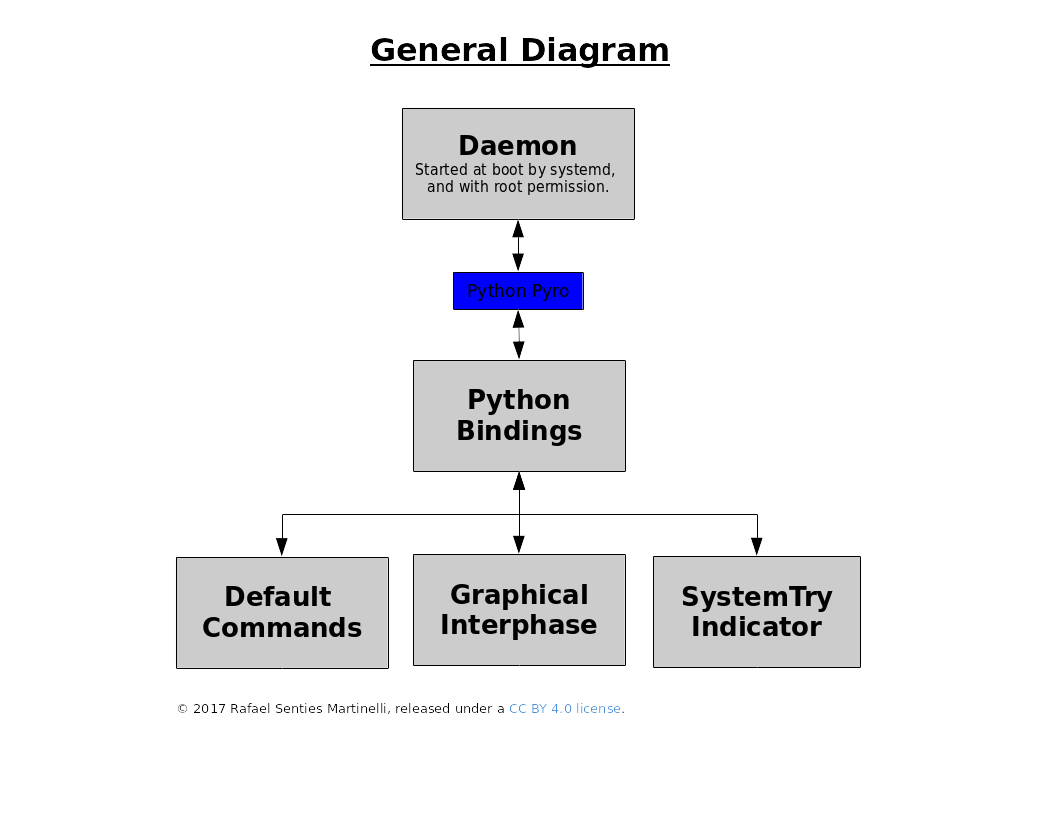 General Diagram
Daemon
Started at boot by systemd,
and with root permission.
Python Pyro
Python
Bindings
Default
Commands
Graphical
Interphase
SystemTry
Indicator
© 2017 Rafael Senties Martinelli, released under a CC BY 4.0 license.